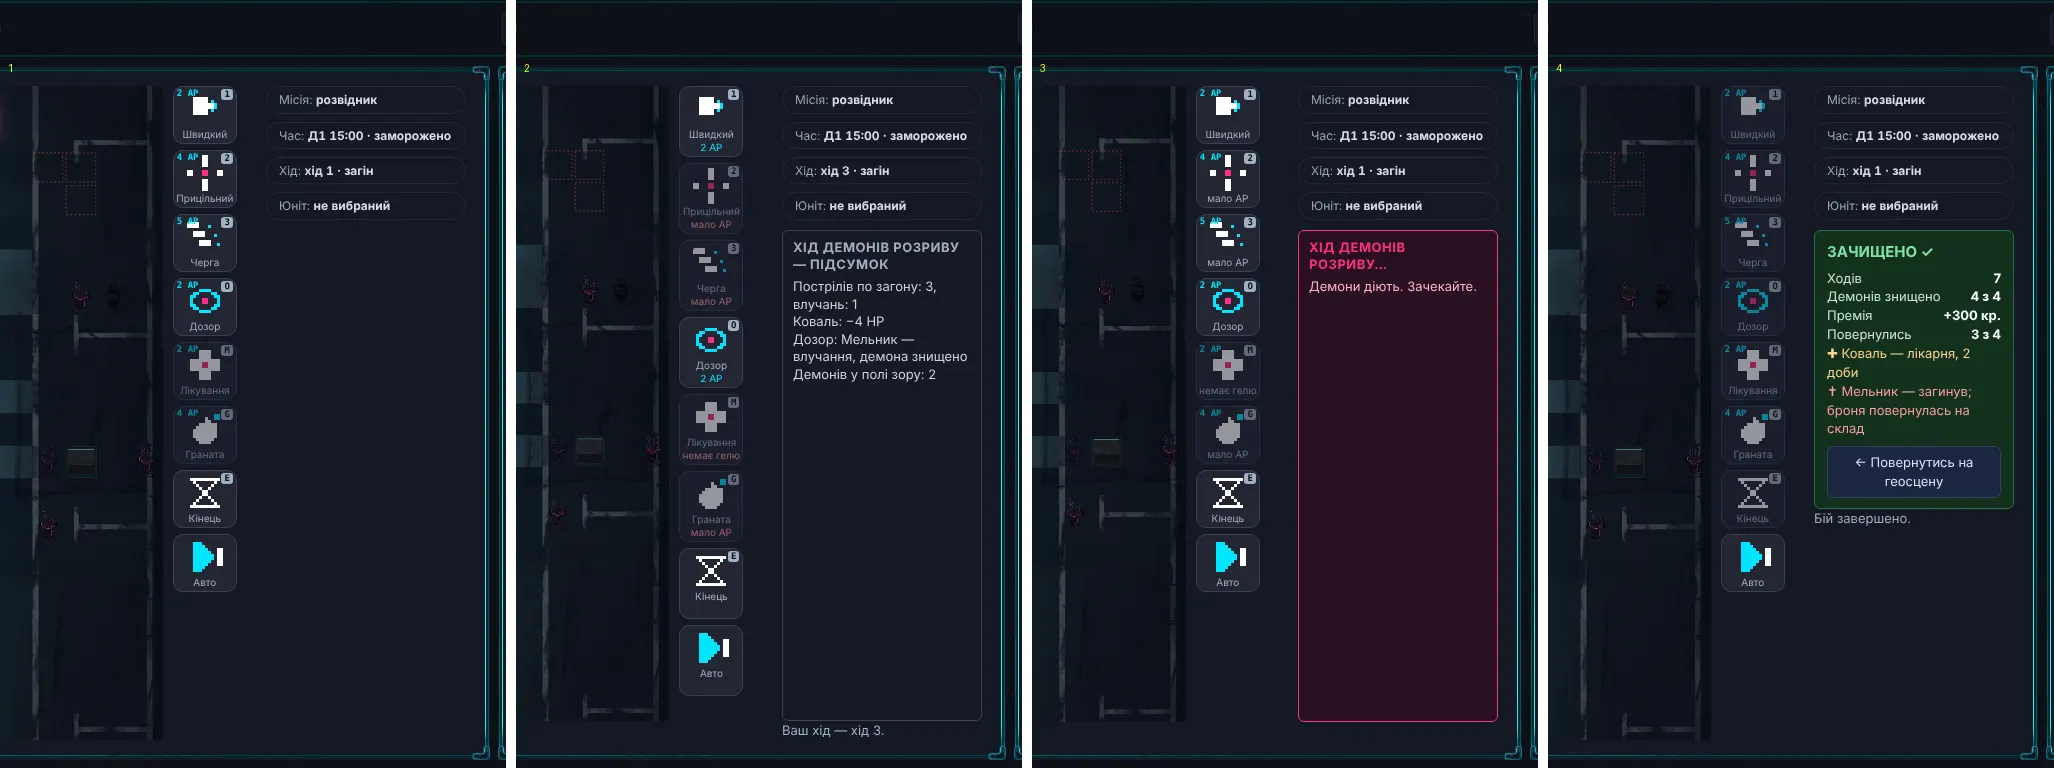 1
2 AP 1
Швидкий
4 AP 2
Прицільний
5 AP 3
Черга
2 AP O
Дозор
2 AP M
Лікування
4 AP G
Граната
E
Кінець
Авто
Місія: розвідник
Час: Д1 15:00 · заморожено
Хід: хід 1 · загін
Юніт: не вибраний
2
1
Швидкий
2 AP
2
Прицільний
мало AP
3
Черга
мало AP
O
Дозор
2 AP
M
Лікування
немає гелю
G
Граната
мало AP
E
Кінець
Авто
Місія: розвідник
Час: Д1 15:00 · заморожено
Хід: хід 3 · загін
Юніт: не вибраний
ХІД ДЕМОНІВ РОЗРИВУ
— ПІДСУМОК
Пострілів по загону: 3,
влучань: 1
Коваль: −4 HP
Дозор: Мельник —
влучання, демона знищено
Демонів у полі зору: 2
Ваш хід — хід 3.
3
2 AP 1
Швидкий
4 AP 2
мало AP
5 AP 3
мало AP
2 AP O
Дозор
2 AP M
немає гелю
4 AP G
мало AP
E
Кінець
Авто
Місія: розвідник
Час: Д1 15:00 · заморожено
Хід: хід 1 · загін
Юніт: не вибраний
ХІД ДЕМОНІВ
РОЗРИВУ...
Демони діють. Зачекайте.
4
2 AP 1
Швидкий
4 AP 2
Прицільний
5 AP 3
Черга
2 AP O
Дозор
2 AP M
Лікування
4 AP G
Граната
E
Кінець
Авто
Місія: розвідник
Час: Д1 15:00 · заморожено
Хід: хід 1 · загін
Юніт: не вибраний
ЗАЧИЩЕНО ✓
Ходів 7
Демонів знищено 4 з 4
Премія +300 кр.
Повернулись 3 з 4
✚ Коваль — лікарня, 2
доби
✝ Мельник — загинув;
броня повернулась на
склад
← Повернутись на
геосцену
Бій завершено.